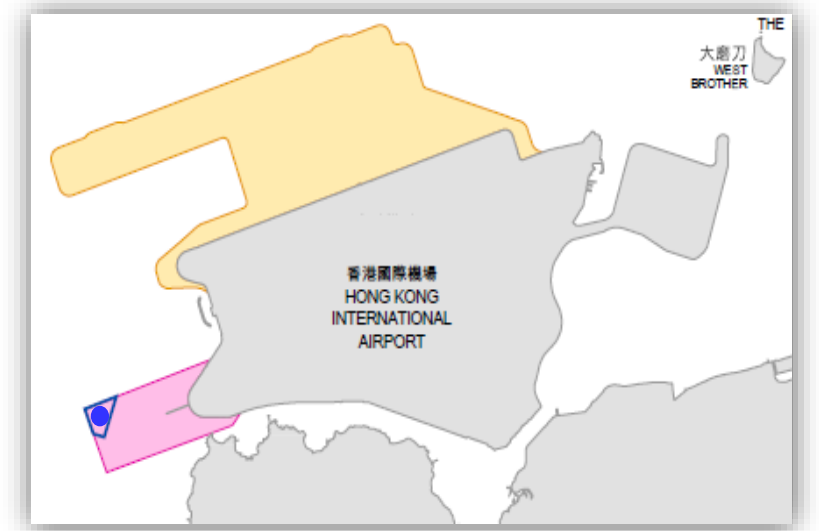 THE
大磨刀
WEST
BROTHER
香港國際機場
HONG KONG
INTERNATIONAL
AIRPORT